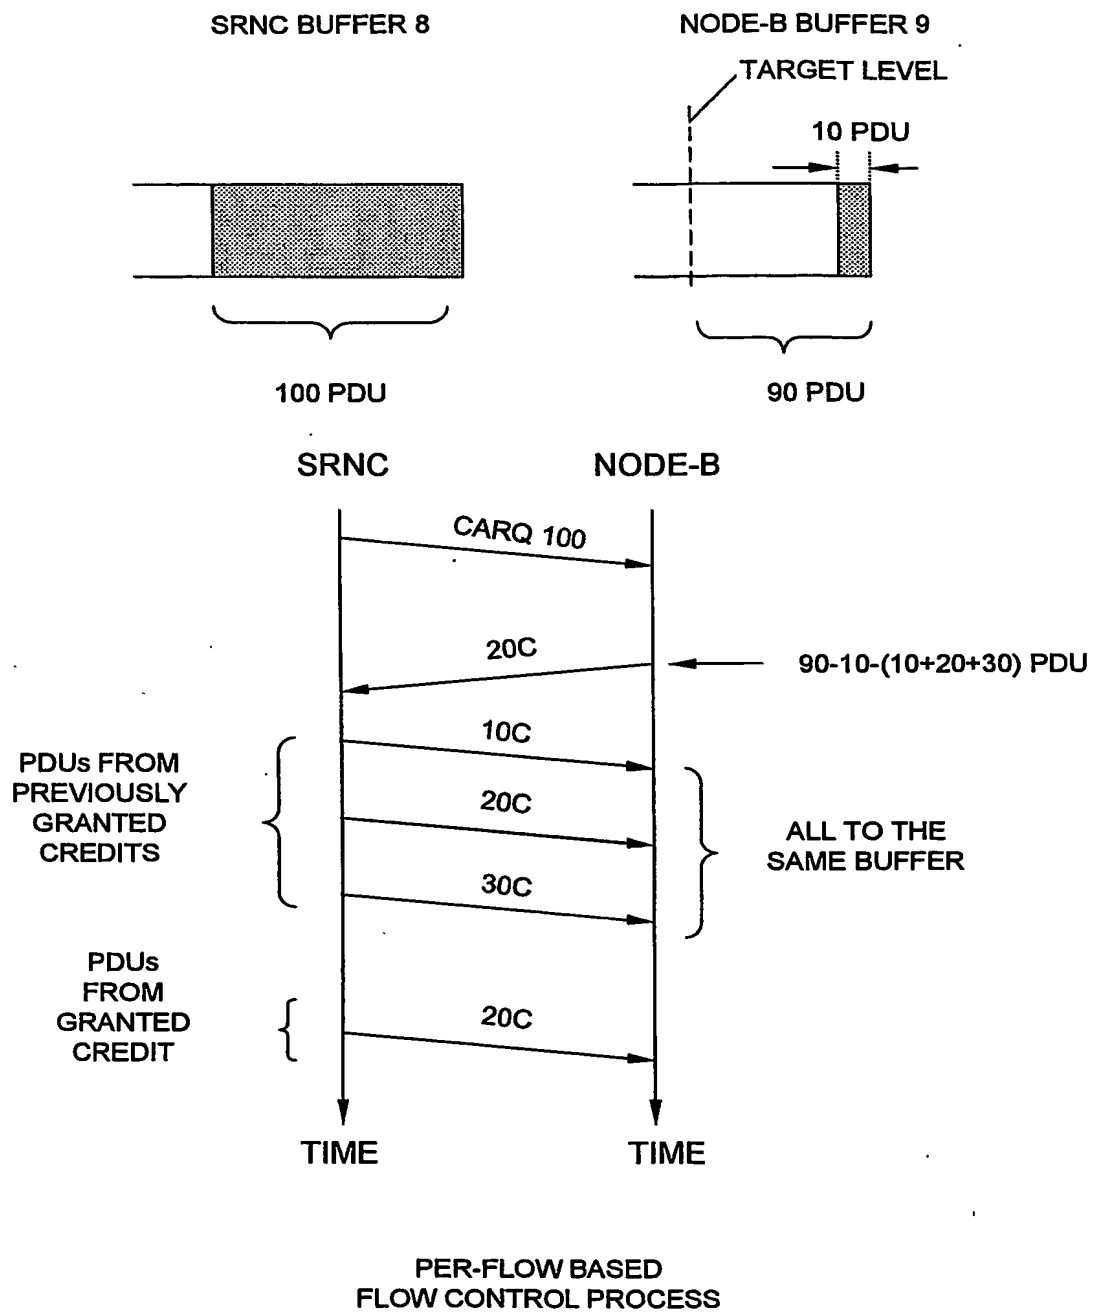 SRNC BUFFER 8
NODE-B BUFFER 9
TARGET LEVEL
10 PDU
100 PDU
90 PDU
SRNC
NODE-B
CARQ 100
20C
90-10-(10+20+30) PDU
10C
PDUs FROM
PREVIOUSLY
GRANTED
CREDITS
20C
ALL TO THE
SAME BUFFER
30C
PDUs
FROM
GRANTED
CREDIT
20C
TIME
TIME
PER-FLOW BASED
FLOW CONTROL PROCESS